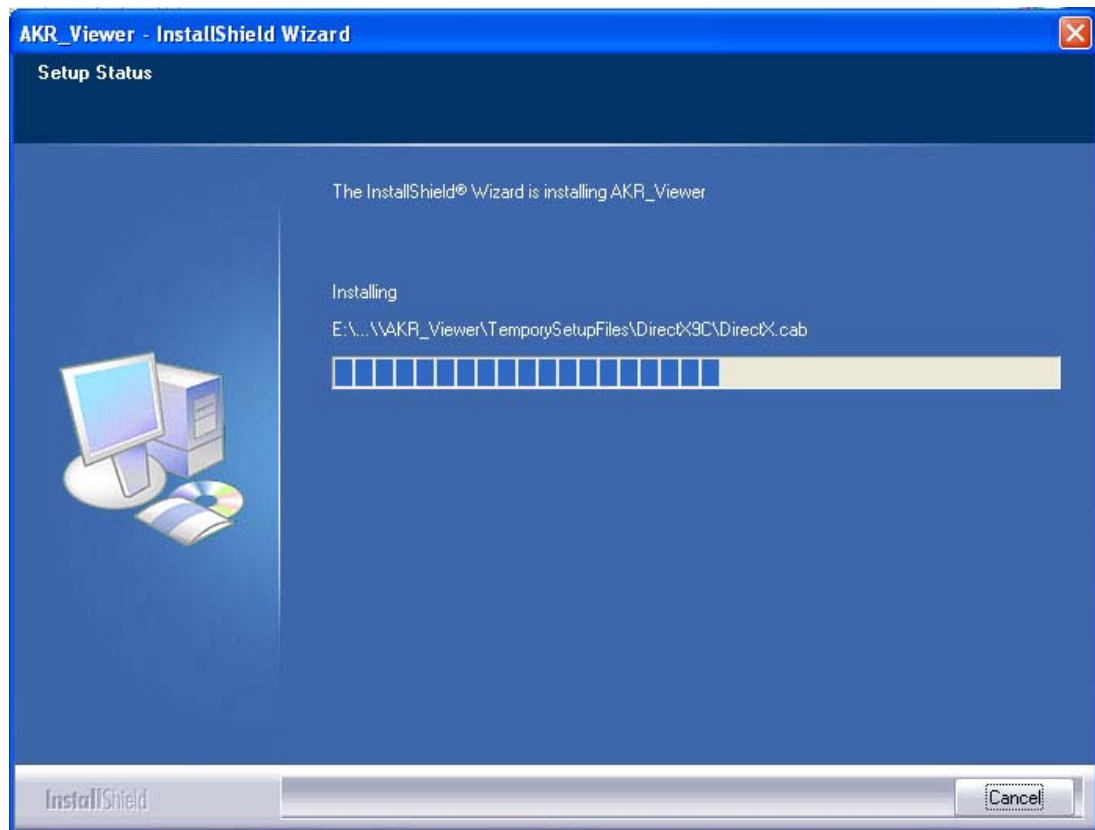 AKR_Viewer - InstallShield Wizard
Setup Status
The InstallShield® Wizard is installing AKR_Viewer
Installing
E:\...\\AKR_Viewer\TemporySetupFiles\DirectX9C\DirectX.cab
InstallShield
Cancel